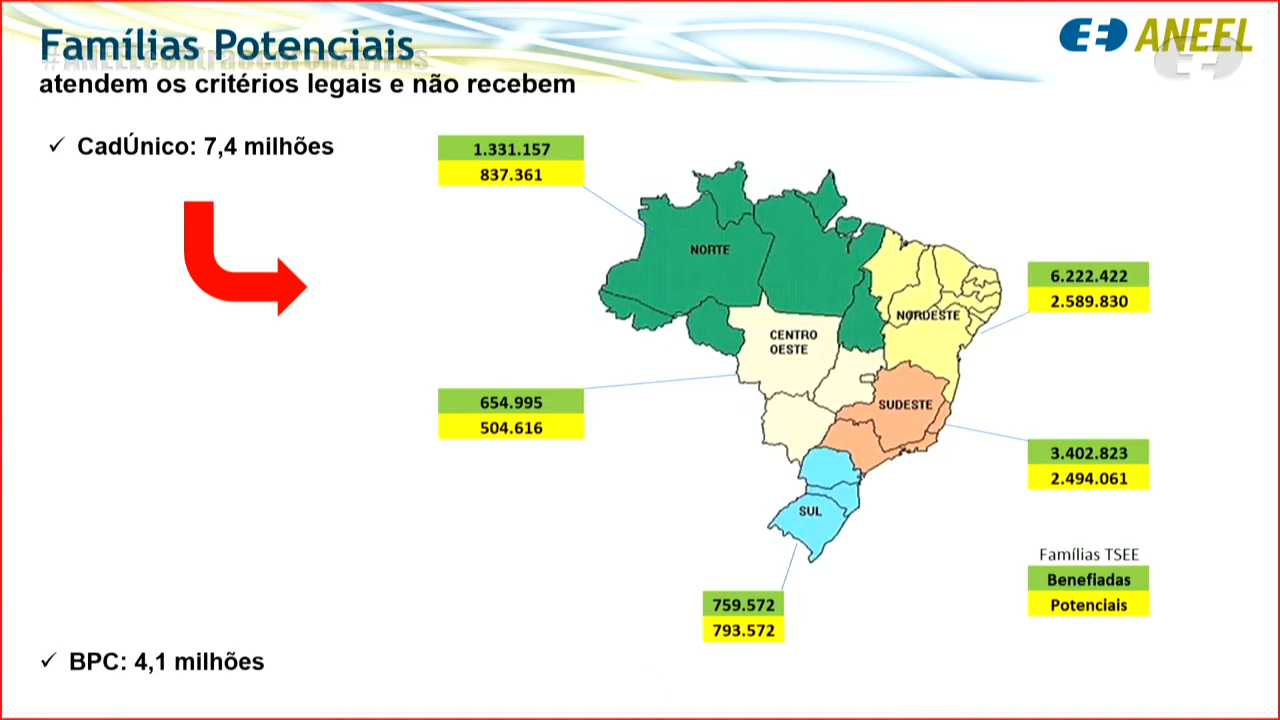 Famílias Potenciais
#ANEELcontraocoronavírus
atendem os critérios legais e não recebem
ANEEL
✓ CadÚnico: 7,4 milhões
1.331.157
837.361
NORTE
6.222.422
2.589.830
NORDESTE
CENTRO
OESTE
654.995
504.616
SUDESTE
3.402.823
2.494.061
SUL
759.572
793.572
Famílias TSEE
Benefiadas
Potenciais
✓ BPC: 4,1 milhões